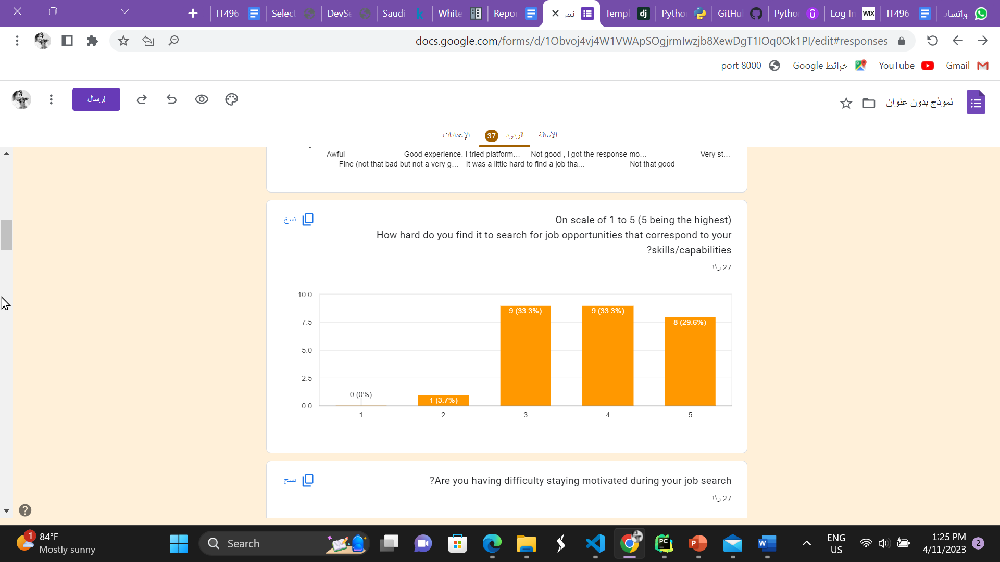 IT496
Select
DevSe
Saudi
White
Repor
نمـ
Templ
Pytho
GitHu
Pytho
Log In
WIX
IT496
واتساب
docs.google.com/forms/d/1Obvoj4vj4W1VWApSOgjrmIwzjb8XewDgT1IOq0Ok1PI/edit#responses
port 8000
خرائط Google
YouTube
Gmail
إرسال
نموذج بدون عنوان
الأسئلة
الردود 37
الإعدادات
Awful
Good experience. I tried platform…
Not good , i got the response mo…
Very st…
Fine (not that bad but not a very g…
It was a little hard to find a job tha…
Not that good
نسخ
On scale of 1 to 5 (5 being the highest)
How hard do you find it to search for job opportunities that correspond to your
?skills/capabilities
27 ردًا
10.0
7.5
5.0
2.5
0.0
0 (0%)
1 (3.7%)
9 (33.3%)
9 (33.3%)
8 (29.6%)
1 2 3 4 5
نسخ
?Are you having difficulty staying motivated during your job search
27 ردًا
1
84°F
Mostly sunny
Search
ENG
US
1:25 PM
4/11/2023
2